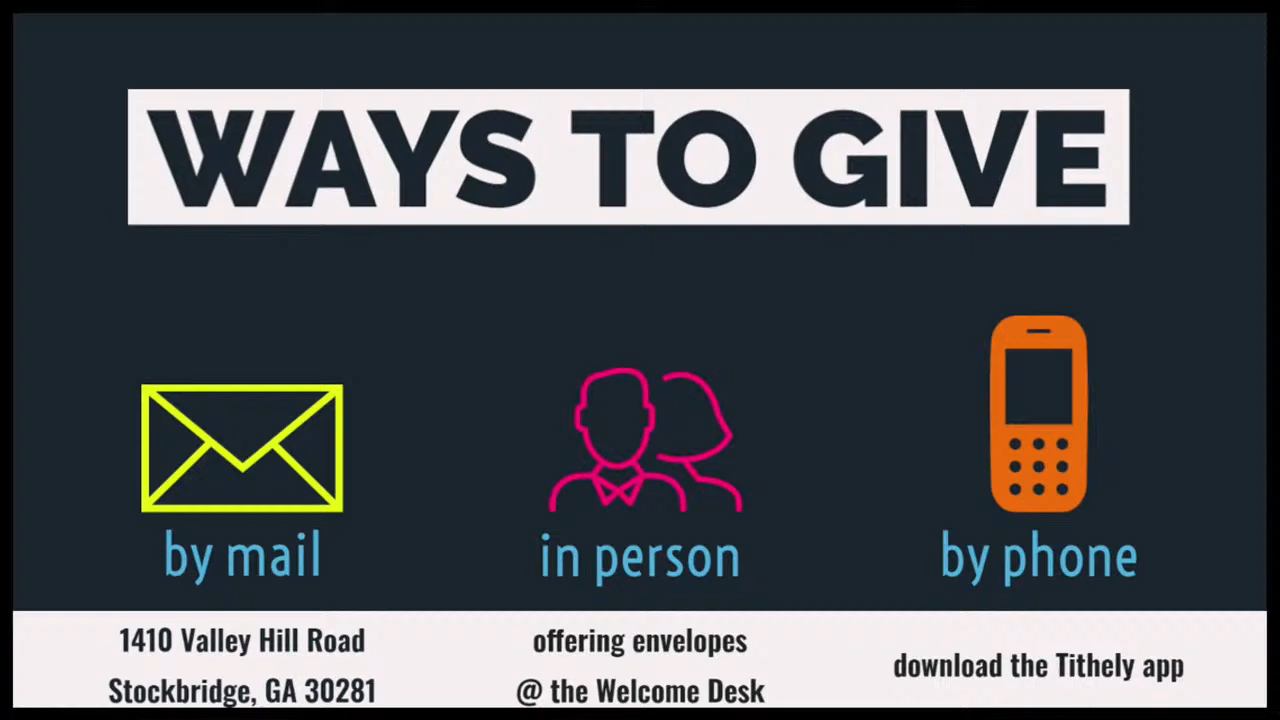 WAYS TO GIVE
by mail
in person
by phone
1410 Valley Hill Road
Stockbridge, GA 30281
offering envelopes
@ the Welcome Desk
download the Tithely app